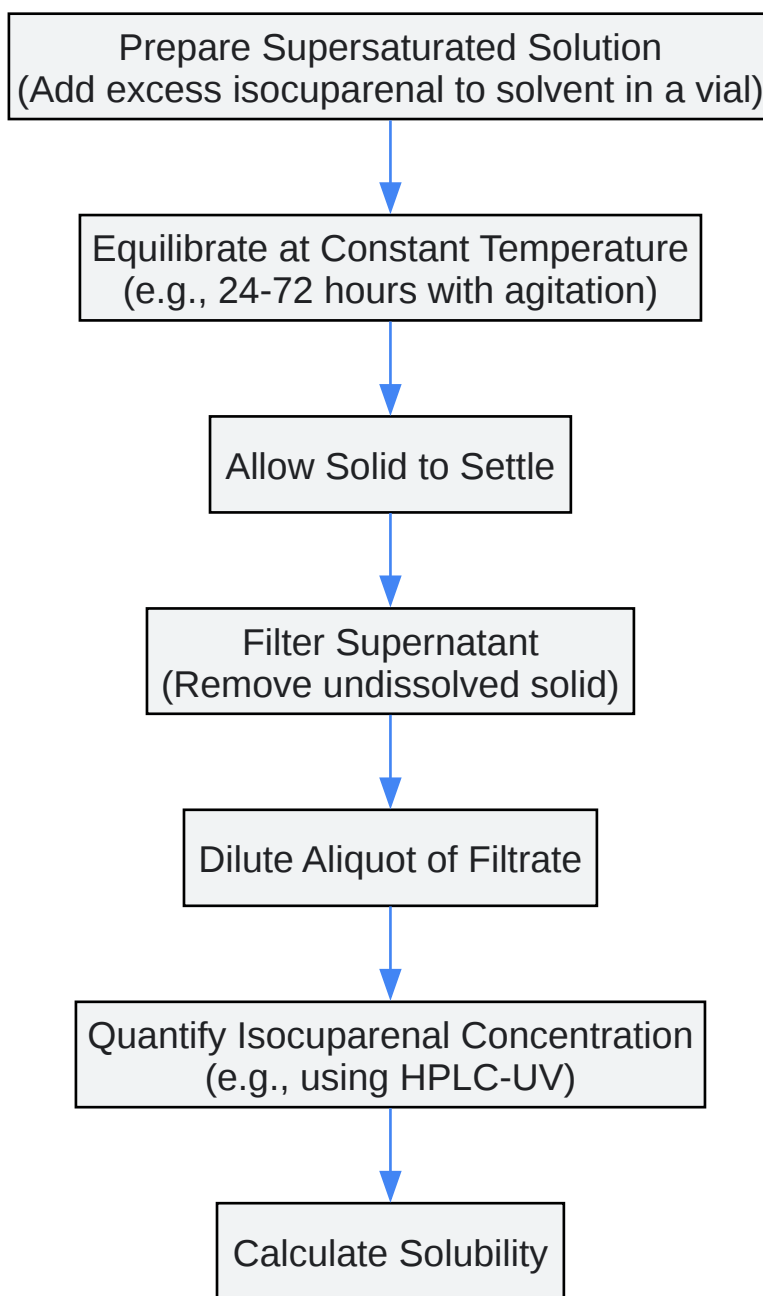 Prepare Supersaturated Solution
(Add excess isocuparenal to solvent in a vial)
Equilibrate at Constant Temperature
(e.g., 24-72 hours with agitation)
Allow Solid to Settle
Filter Supernatant
(Remove undissolved solid)
Dilute Aliquot of Filtrate
Quantify Isocuparenal Concentration
(e.g., using HPLC-UV)
Calculate Solubility